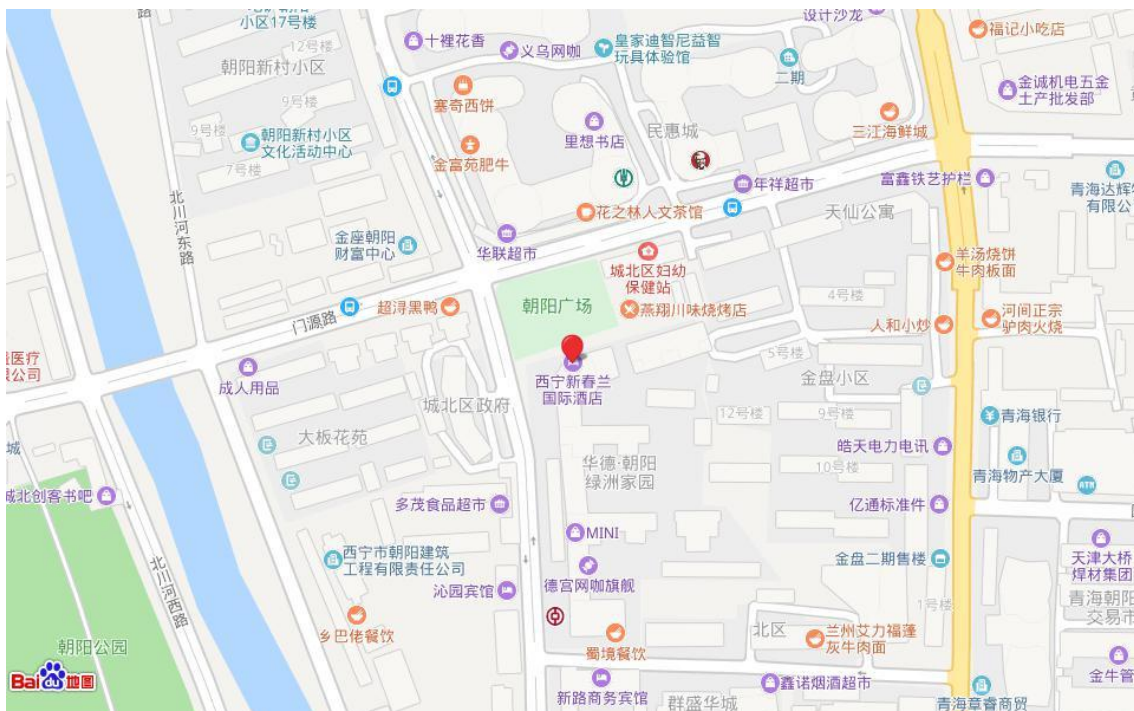 小区17号楼
12号楼
朝阳新村小区
9号楼
9号楼
朝阳新村小区
文化活动中心
7号楼
路
十裡花香
义乌网咖
皇家迪智尼益智
玩具体验馆
设计沙龙
二期
福记小吃店
金诚机电五金
土产批发部
塞奇西饼
里想书店
民惠城
三江海鲜城
金富苑肥牛
年祥超市
富鑫铁艺护栏
青海达辉
有限公
花之林人文茶馆
天仙公寓
北川河东路
金座朝阳
财富中心
华联超市
城北区妇幼
保健站
羊汤烧饼
牛肉板面
4号楼
朝阳广场
燕翔川味烧烤店
超浔黑鸭
门源路
人和小炒
河间正宗
驴肉火烧
医疗
限公司
成人用品
西宁新春兰
国际酒店
5号楼
金盘小区
城北区政府
12号楼
9号楼
青海银行
大板花苑
城
皓天电力电讯
华德·朝阳
绿洲家园
10号楼
青海物产大厦
ATM
城北创客书吧
多茂食品超市
亿通标准件
MINI
西宁市朝阳建筑
工程有限责任公司
金盘二期售楼
天津大桥
焊材集团
德宫网咖旗舰
沁园宾馆
北川河西路
1号楼
青海朝阳
交易市
乡巴佬餐饮
北区
兰州艾力福蓬
灰牛肉面
朝阳公园
蜀境餐饮
金牛管
Bai du 地图
新路商务宾馆
群盛华城
鑫诺烟酒超市
青海章睿商贸